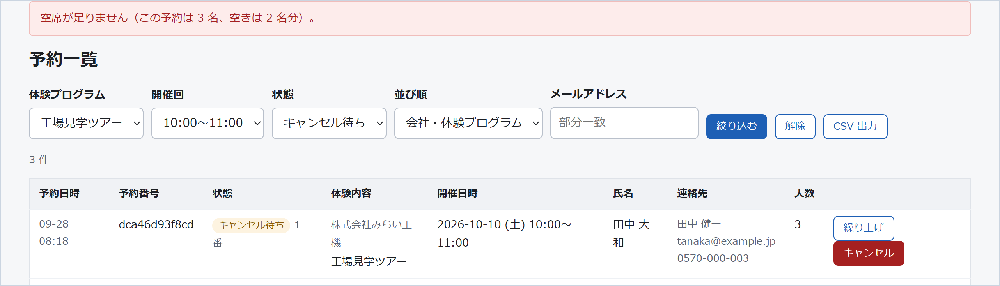 空席が足りません（この予約は 3 名、空きは 2 名分）。
予約一覧
体験プログラム 開催回 状態 並び順 メールアドレス
工場見学ツアー 10:00～11:00 キャンセル待ち 会社・体験プログラム 部分一致 絞り込む 解除 CSV 出力
3 件
予約日時 予約番号 状態 体験内容 開催日時 氏名 連絡先 人数
09-28 dca46d93f8cd キャンセル待ち 1 株式会社みらい工 2026-10-10 (土) 10:00～ 田中 大 田中 健一 3 繰り上げ
08:18 番 機 11:00 和 tanaka@example.jp キャンセル
工場見学ツアー 0570-000-003